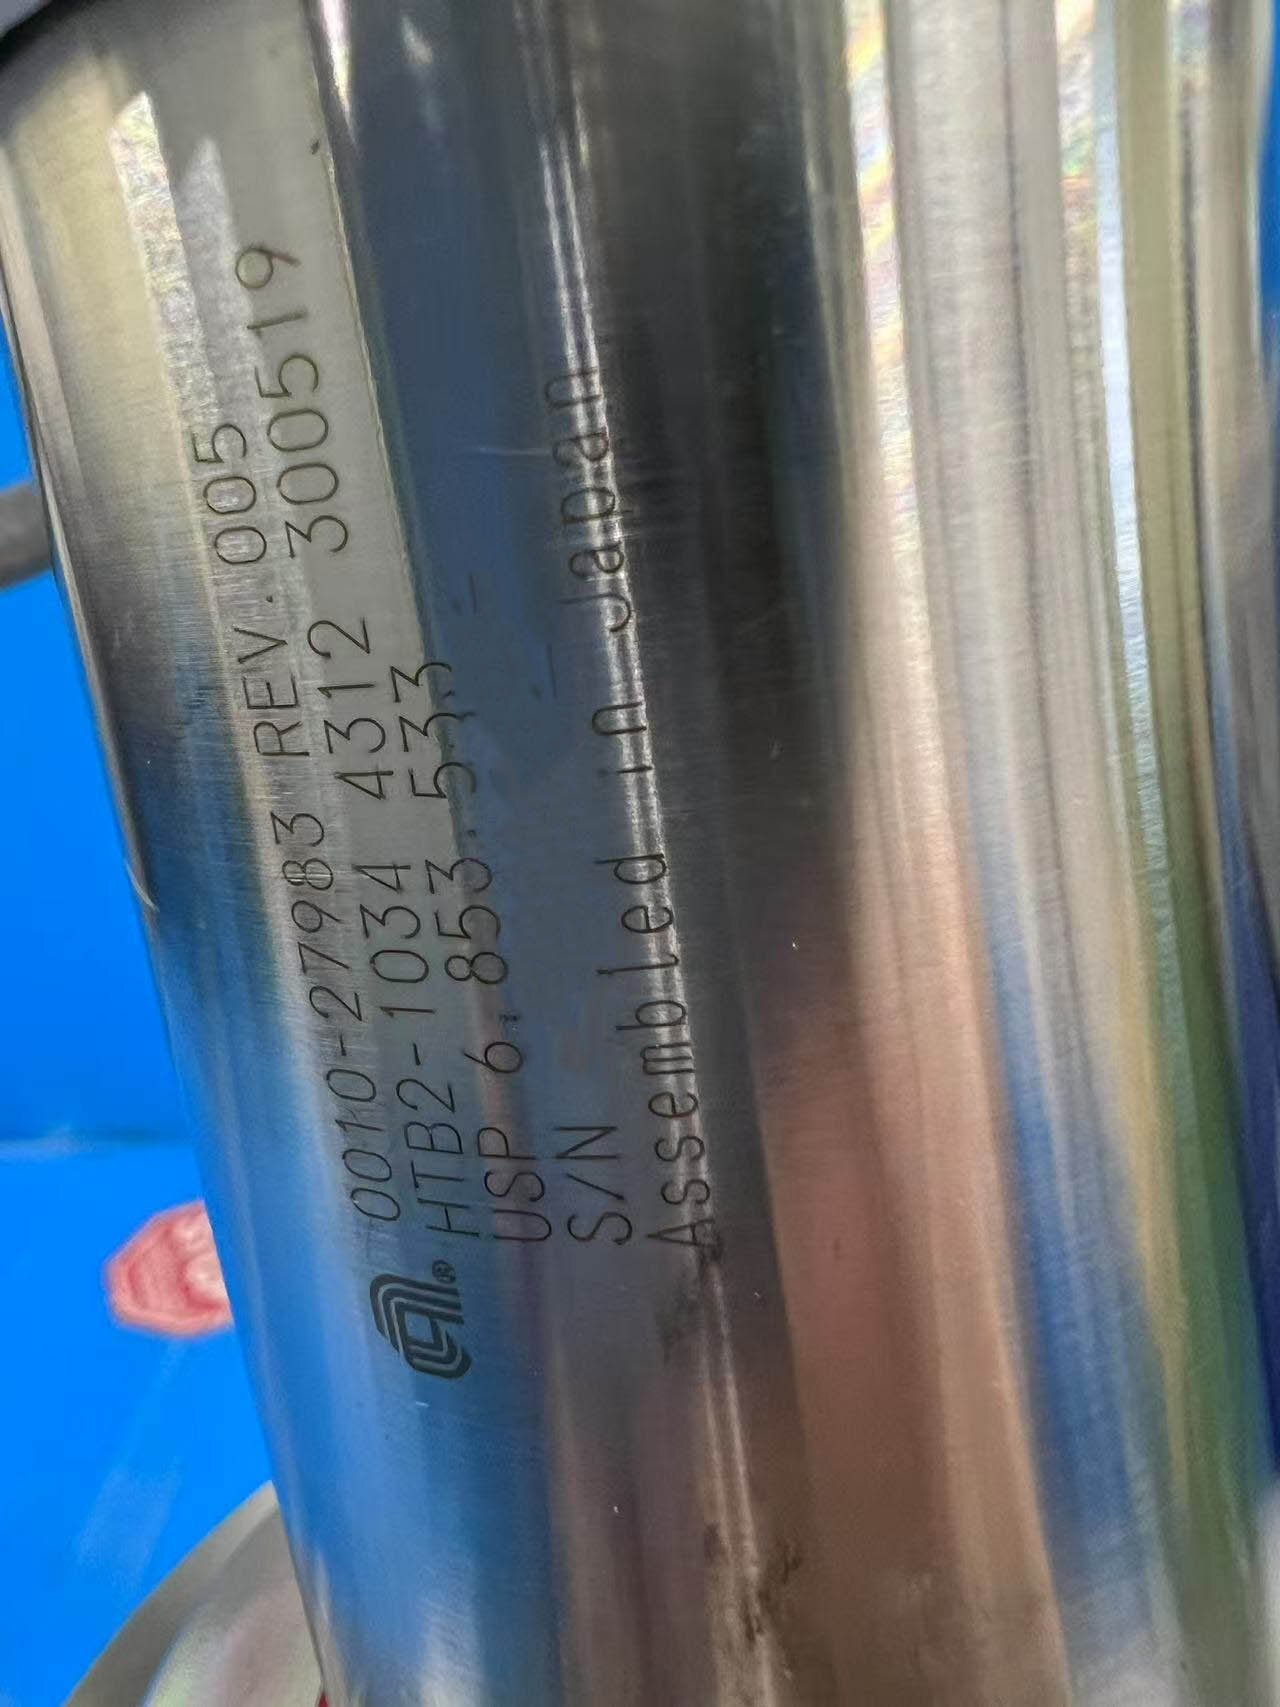 0010-27983 REV.005
HTB2-1034 4312 300519
USP 6,853,533
S/N
Assembled in Japan